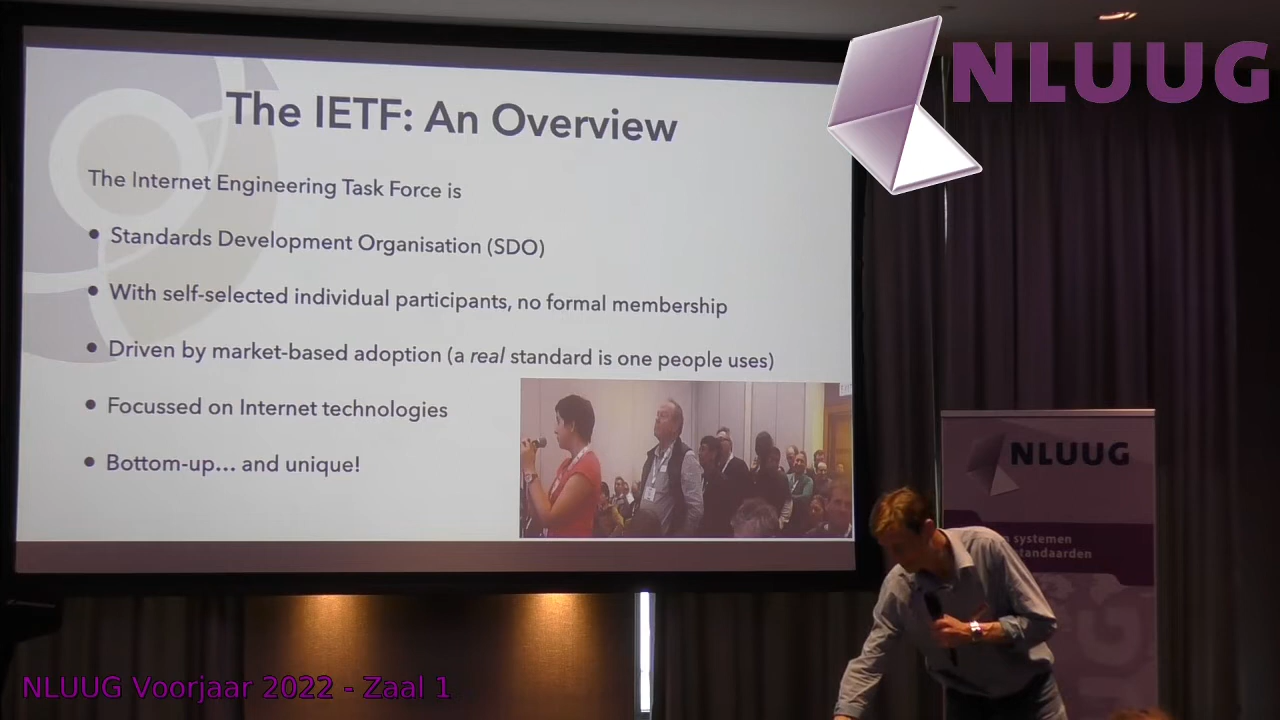 NLUUG
The IETF: An Overview
The Internet Engineering Task Force is
• Standards Development Organisation (SDO)
• With self-selected individual participants, no formal membership
• Driven by market-based adoption (a real standard is one people uses)
• Focussed on Internet technologies
• Bottom-up... and unique!
NLUUG
systemen
standaarden
NLUUG Voorjaar 2022 - Zaal 1